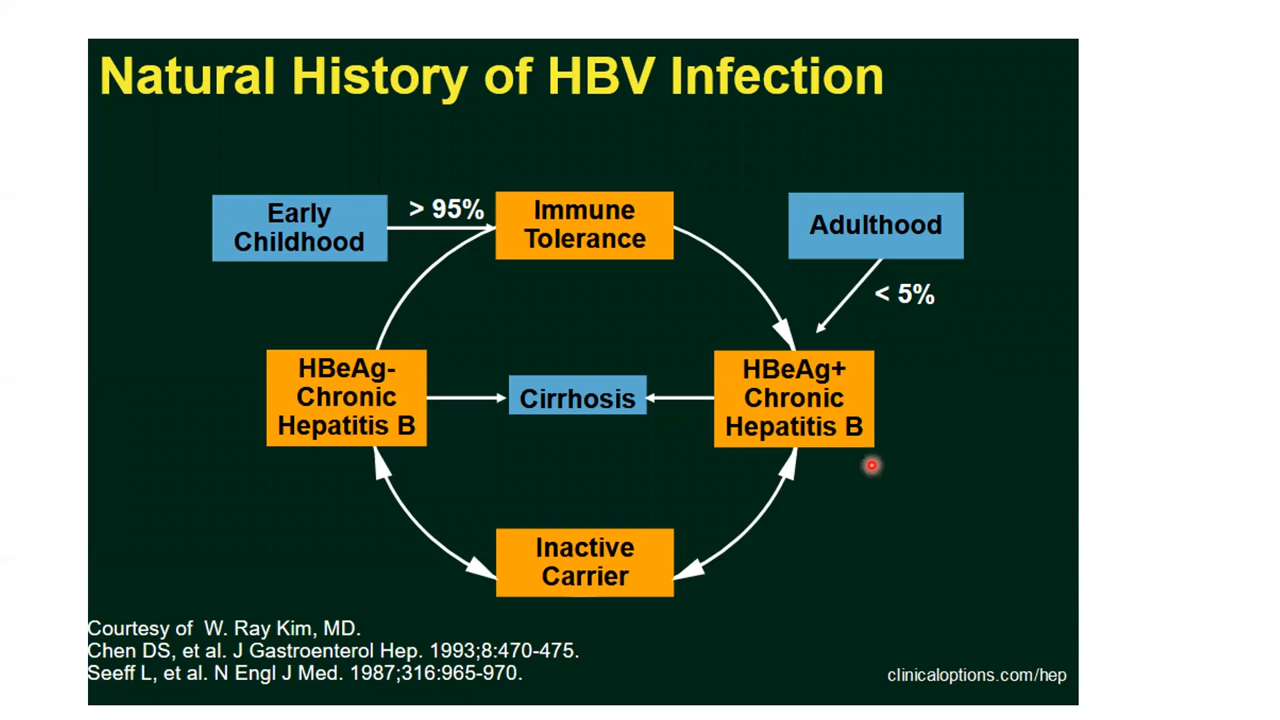 Natural History of HBV Infection
Early
Childhood
> 95%
Immune
Tolerance
Adulthood
< 5%
HBeAg-
Chronic
Hepatitis B
Cirrhosis
HBeAg+
Chronic
Hepatitis B
Inactive
Carrier
Courtesy of W. Ray Kim, MD.
Chen DS, et al. J Gastroenterol Hep. 1993;8:470-475.
Seeff L, et al. N Engl J Med. 1987;316:965-970.
clinicaloptions.com/hep